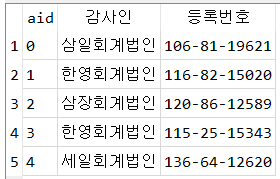 aid 감사인 등록번호
1 0 삼일회계법인 106-81-19621
2 1 한영회계법인 116-82-15020
3 2 삼장회계법인 120-86-12589
4 3 한영회계법인 115-25-15343
5 4 세일회계법인 136-64-12620